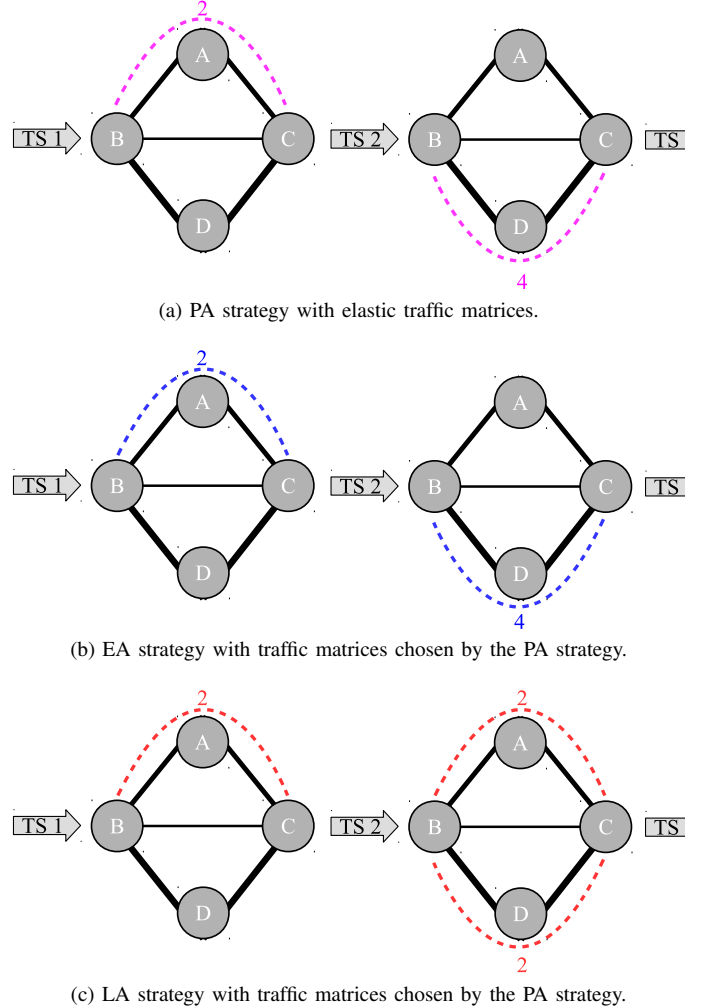 2
A
A
TS 1
B
C
TS 2
B
C
TS
D
D
4
(a) PA strategy with elastic traffic matrices.
2
A
A
TS 1
B
C
TS 2
B
C
TS
D
D
4
(b) EA strategy with traffic matrices chosen by the PA strategy.
2
2
A
A
TS 1
B
C
TS 2
B
C
TS
D
D
2
(c) LA strategy with traffic matrices chosen by the PA strategy.